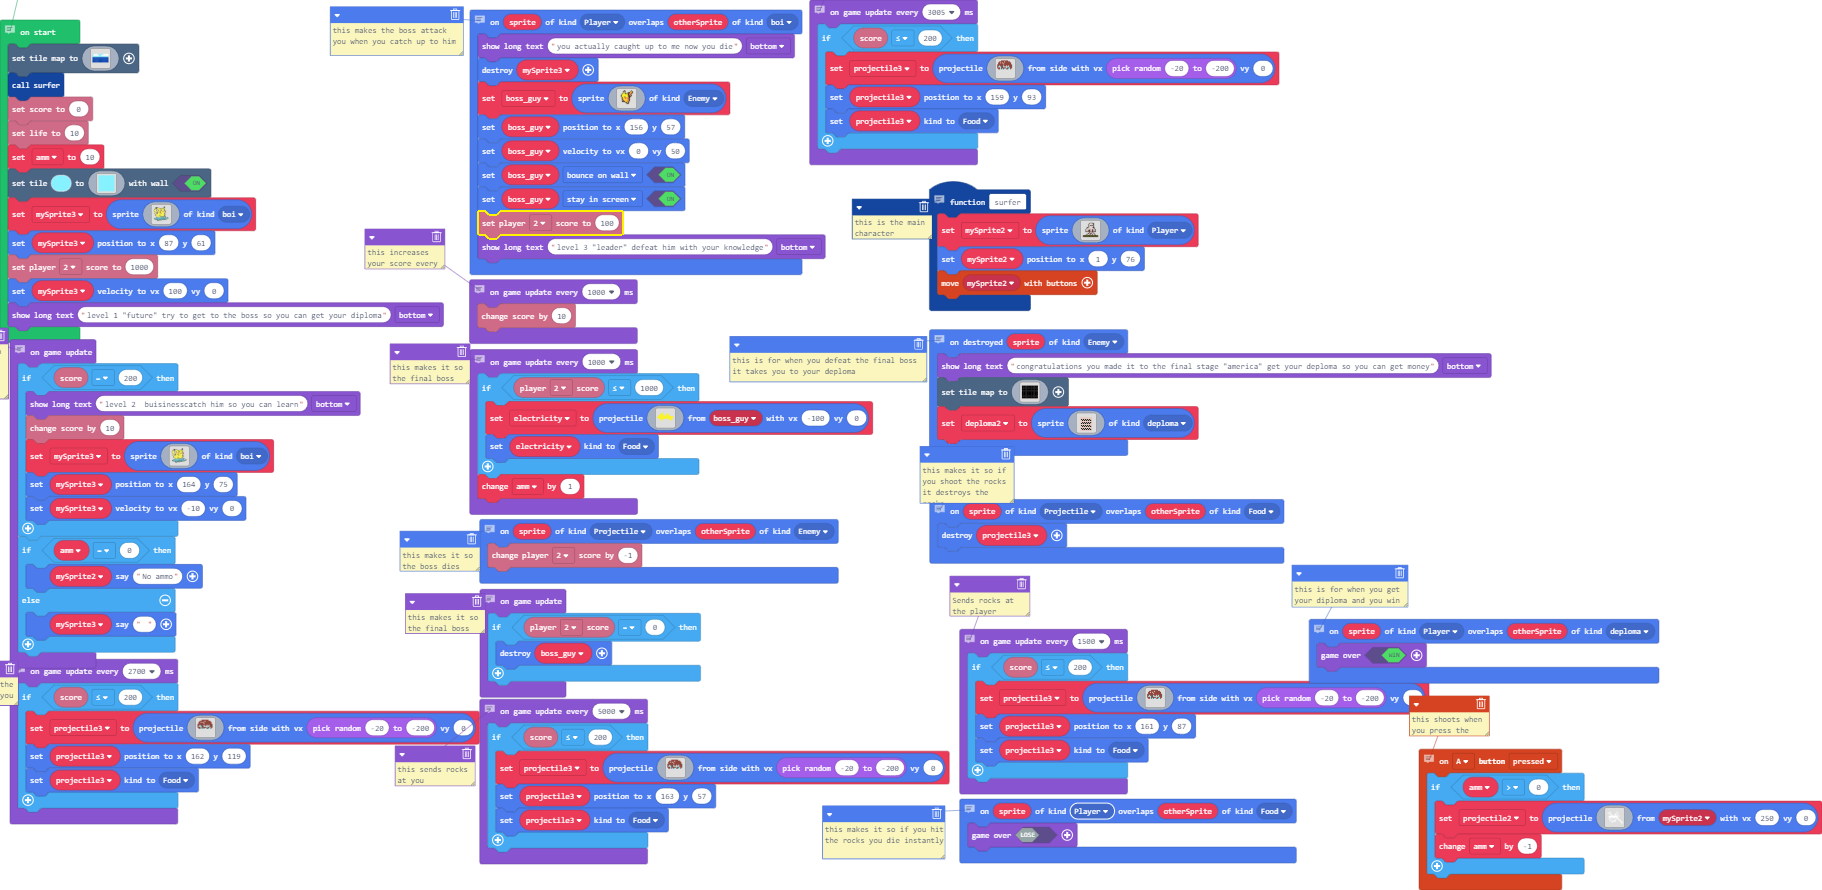 on start
set tile map to
call surfer
set score to 0
set life to 10
set amm to 10
set tile to with wall ON
set mySprite3 to sprite of kind boi
set mySprite3 position to x 87 y 61
set player 2 score to 1000
set mySprite3 velocity to vx 100 vy 0
show long text "level 1 "future" try to get to the boss so you can get your diploma" bottom
on game update
if score = 200 then
show long text "level 2 buisinesscatch him so you can learn" bottom
change score by 10
set mySprite3 to sprite of kind boi
set mySprite3 position to x 164 y 75
set mySprite3 velocity to vx -10 vy 0
if amm = 0 then
mySprite2 say "No ammo"
else
mySprite3 say " "
the
you
on game update every 2700 ms
if score ≤ 200 then
set projectile3 to projectile from side with vx pick random -20 to -200 vy
set projectile3 position to x 162 y 119
set projectile3 kind to Food
this sends rocks
at you
this makes the boss attack
you when you catch up to him
on sprite of kind Player overlaps otherSprite of kind boi
show long text "you actually caught up to me now you die" bottom
destroy mySprite3
set boss_guy to sprite of kind Enemy
set boss_guy position to x 156 y 57
set boss_guy velocity to vx 0 vy 50
set boss_guy bounce on wall ON
set boss_guy stay in screen ON
set player 2 score to 100
show long text "level 3 "leader" defeat him with your knowledge" bottom
this increases
your score every
on game update every 1000 ms
change score by 10
this makes it so
the final boss
on game update every 1000 ms
if player 2 score ≤ 1000 then
set electricity to projectile from boss_guy with vx -100 vy 0
set electricity kind to Food
change amm by 1
this makes it so
the boss dies
on sprite of kind Projectile overlaps otherSprite of kind Enemy
change player 2 score by -1
this makes it so
the final boss
on game update
if player 2 score = 0 then
destroy boss_guy
on game update every 5000 ms
if score ≤ 200 then
set projectile3 to projectile from side with vx pick random -20 to -200 vy 0
set projectile3 position to x 163 y 57
set projectile3 kind to Food
on game update every 3005 ms
if score ≤ 200 then
set projectile3 to projectile from side with vx pick random -20 to -200 vy 0
set projectile3 position to x 159 y 93
set projectile3 kind to Food
this is the main
character
function surfer
set mySprite2 to sprite of kind Player
set mySprite2 position to x 1 y 76
move mySprite2 with buttons
this is for when you defeat the final boss
it takes you to your deploma
on destroyed sprite of kind Enemy
show long text "congratulations you made it to the final stage "america" get your deploma so you can get money" bottom
set tile map to
set deploma2 to sprite of kind deploma
this makes it so if
you shoot the rocks
it destroys the
on sprite of kind Projectile overlaps otherSprite of kind Food
destroy projectile3
Sends rocks at
the player
on game update every 1500 ms
if score ≤ 200 then
set projectile3 to projectile from side with vx pick random -20 to -200 vy
set projectile3 position to x 161 y 87
set projectile3 kind to Food
this makes it so if you hit
the rocks you die instantly
on sprite of kind Player overlaps otherSprite of kind Food
game over LOSE
this is for when you get
your diploma and you win
on sprite of kind Player overlaps otherSprite of kind deploma
game over WIN
this shoots when
you press the
on A button pressed
if amm > 0 then
set projectile2 to projectile from mySprite2 with vx 250 vy 0
change amm by -1